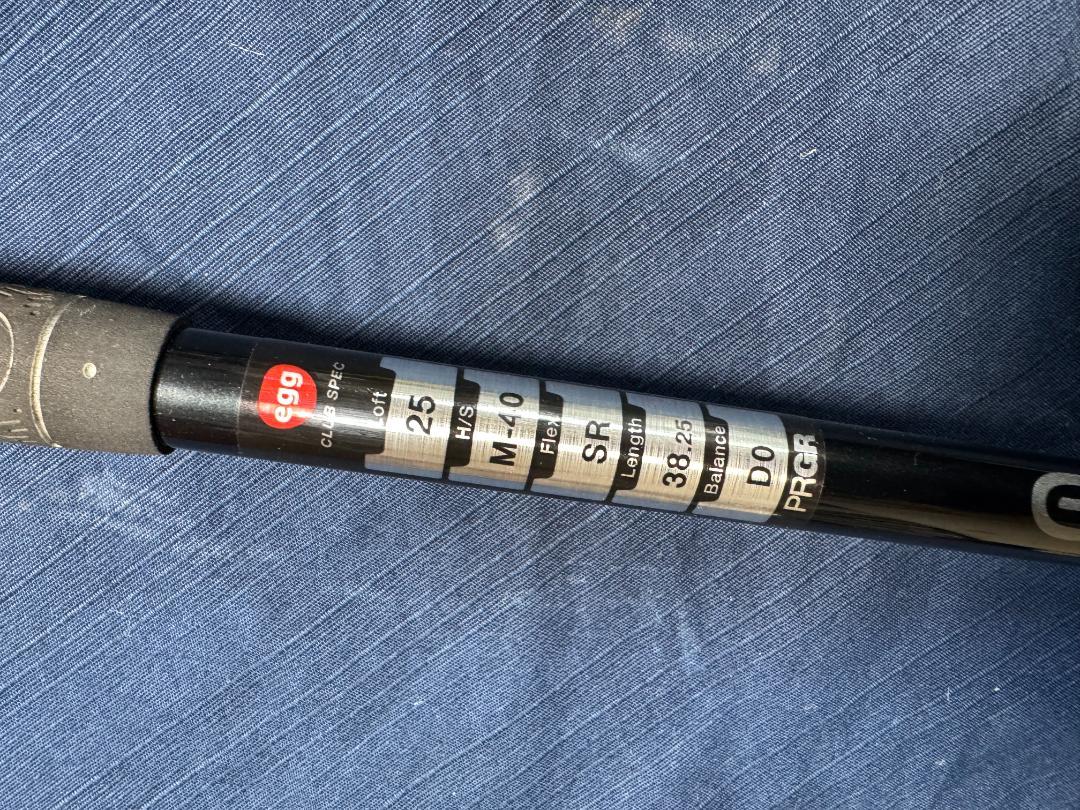 egg
CLUB SPEC
Loft
25
H/S
M-40
Flex
SR
Length
38.25
Balance
D0
PRGR